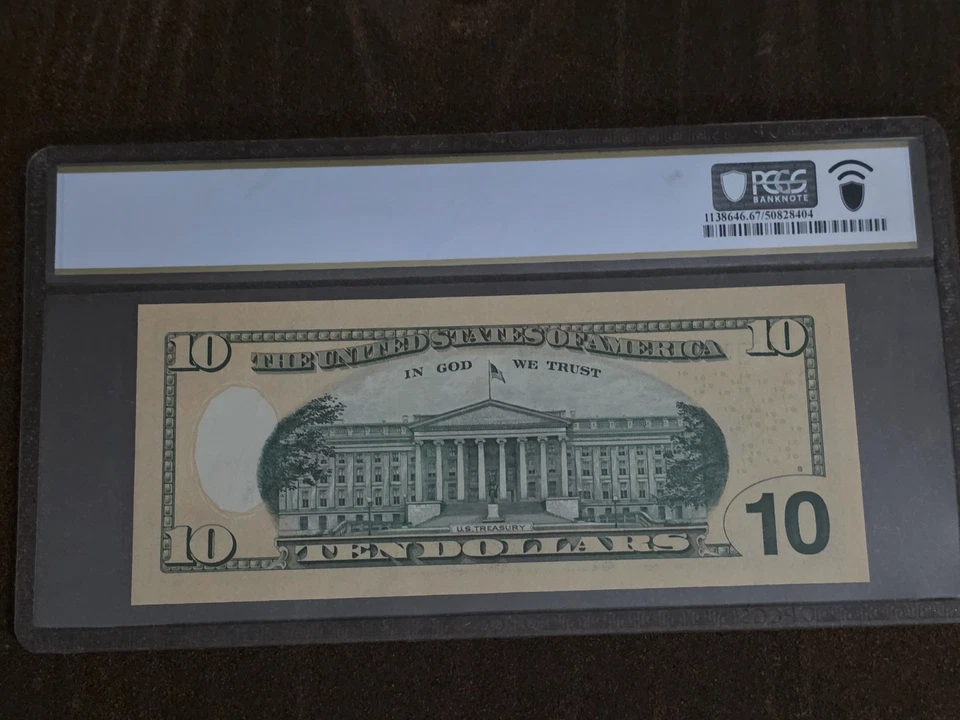 PCGS
BANKNOTE
1138646.67/50828404
10 THE UNITED STATES OF AMERICA 10
IN GOD WE TRUST
U.S. TREASURY
10 TEN DOLLARS 10